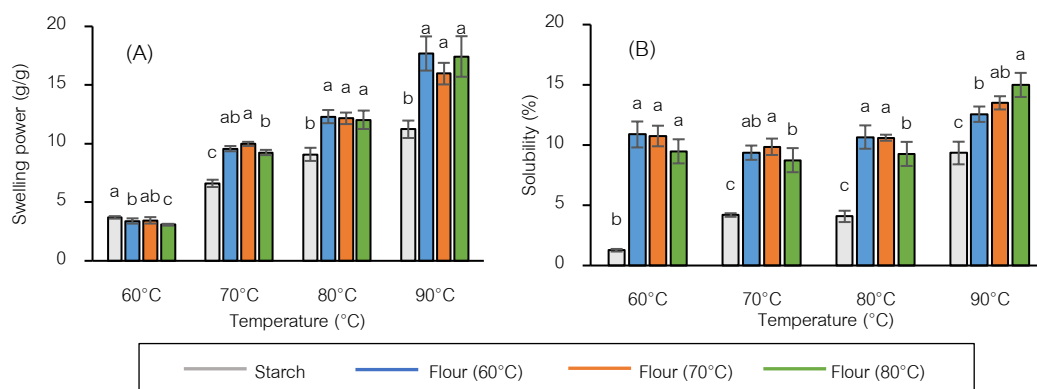 (A)
Swelling power (g/g)
20
15
10
5
0
a b ab c
c ab a b
b a a a
b a a a
60°C 70°C 80°C 90°C
Temperature (°C)
(B)
Solubility (%)
20
15
10
5
0
b a a a
c ab a b
c a a b
c b ab a
60°C 70°C 80°C 90°C
Temperature (°C)
Starch Flour (60°C) Flour (70°C) Flour (80°C)